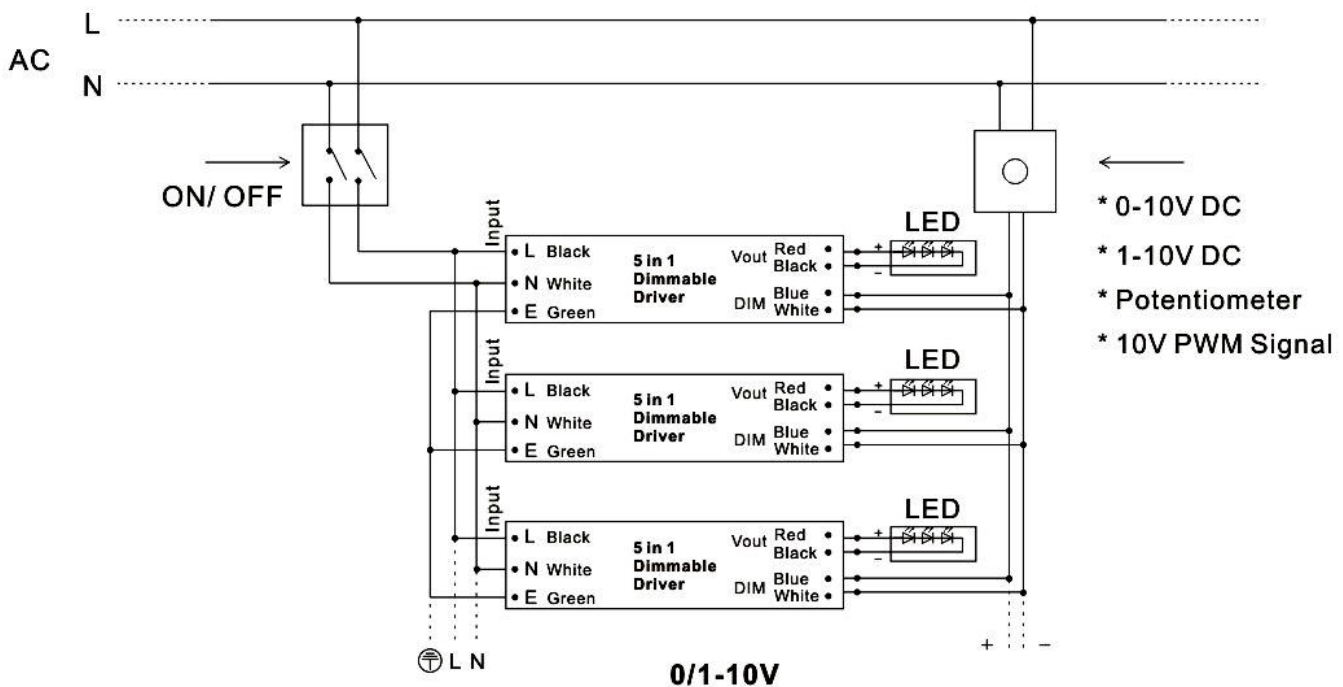 L
AC
N
ON/ OFF
* 0-10V DC
* 1-10V DC
* Potentiometer
* 10V PWM Signal
Input
L Black
N White
E Green
5 in 1
Dimmable
Driver
Vout Red
Black
DIM Blue
White
LED
+
−
Input
L Black
N White
E Green
5 in 1
Dimmable
Driver
Vout Red
Black
DIM Blue
White
LED
+
−
Input
L Black
N White
E Green
5 in 1
Dimmable
Driver
Vout Red
Black
DIM Blue
White
LED
+
−
L N
+ −
0/1-10V